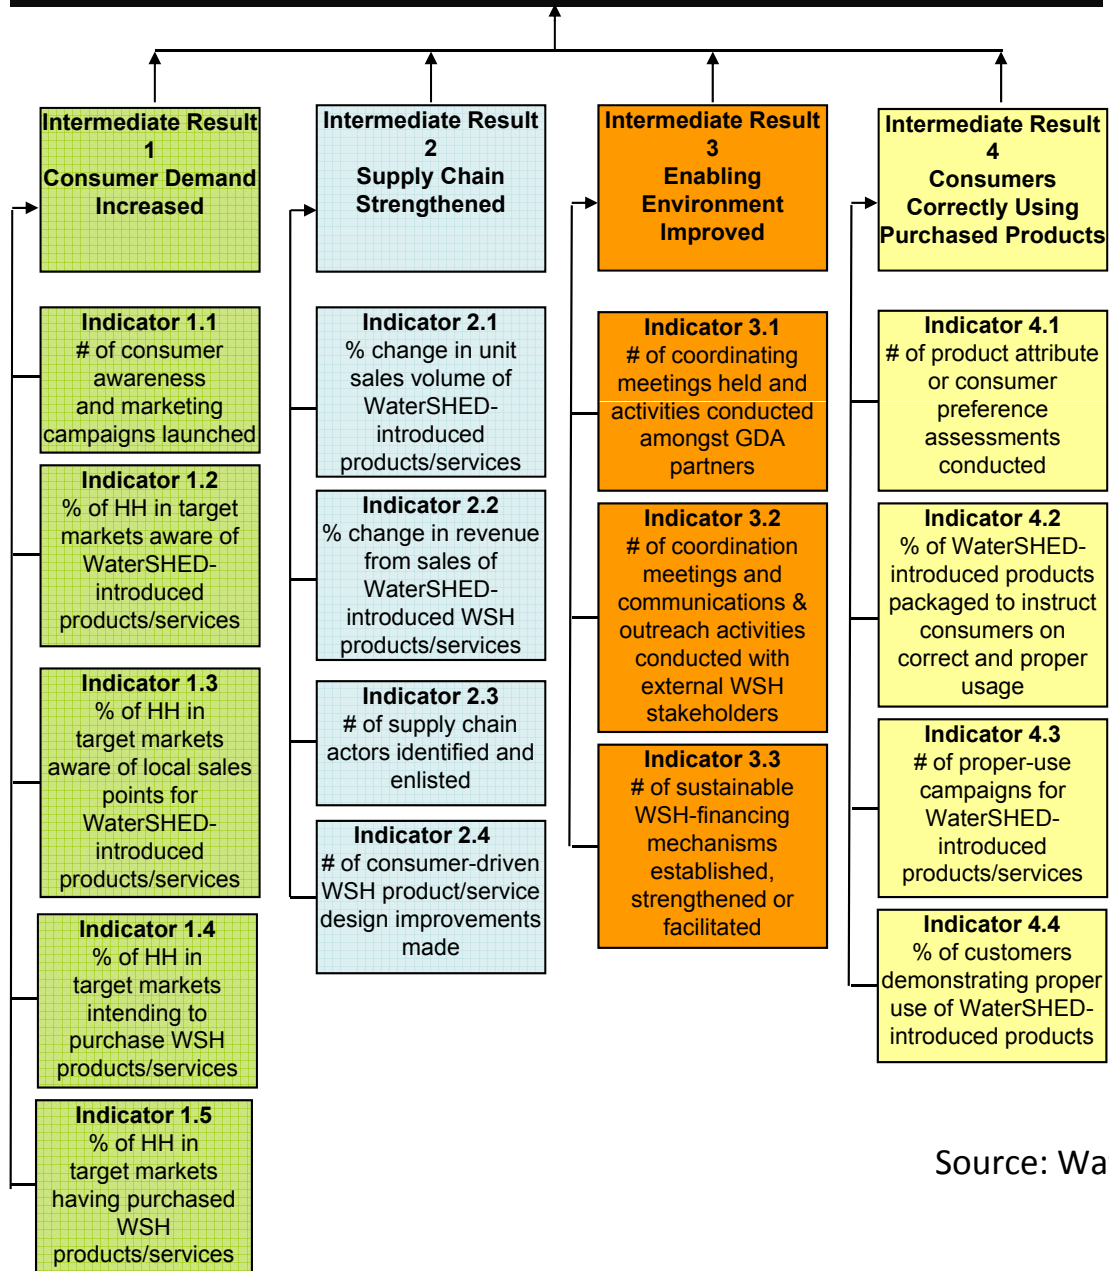 Intermediate Result
1
Consumer Demand
Increased
Indicator 1.1
# of consumer
awareness
and marketing
campaigns launched
Indicator 1.2
% of HH in target
markets aware of
WaterSHED-
introduced
products/services
Indicator 1.3
% of HH in
target markets
aware of local sales
points for
WaterSHED-
introduced
products/services
Indicator 1.4
% of HH in
target markets
intending to
purchase WSH
products/services
Indicator 1.5
% of HH in
target markets
having purchased
WSH
products/services
Intermediate Result
2
Supply Chain
Strengthened
Indicator 2.1
% change in unit
sales volume of
WaterSHED-
introduced
products/services
Indicator 2.2
% change in revenue
from sales of
WaterSHED-
introduced WSH
products/services
Indicator 2.3
# of supply chain
actors identified and
enlisted
Indicator 2.4
# of consumer-driven
WSH product/service
design improvements
made
Intermediate Result
3
Enabling
Environment
Improved
Indicator 3.1
# of coordinating
meetings held and
activities conducted
amongst GDA
partners
Indicator 3.2
# of coordination
meetings and
communications &
outreach activities
conducted with
external WSH
stakeholders
Indicator 3.3
# of sustainable
WSH-financing
mechanisms
established,
strengthened or
facilitated
Intermediate Result
4
Consumers
Correctly Using
Purchased Products
Indicator 4.1
# of product attribute
or consumer
preference
assessments
conducted
Indicator 4.2
% of WaterSHED-
introduced products
packaged to instruct
consumers on
correct and proper
usage
Indicator 4.3
# of proper-use
campaigns for
WaterSHED-
introduced
products/services
Indicator 4.4
% of customers
demonstrating proper
use of WaterSHED-
introduced products
Source: Wa